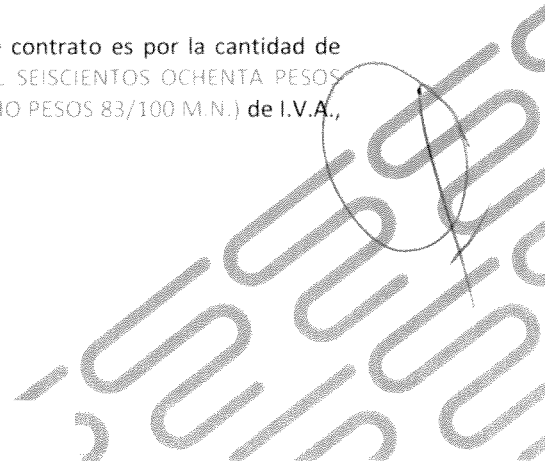 contrato es por la cantidad de
SEISCIENTOS OCHENTA PESOS
PESOS 83/100 M.N.) de I.V.A.,